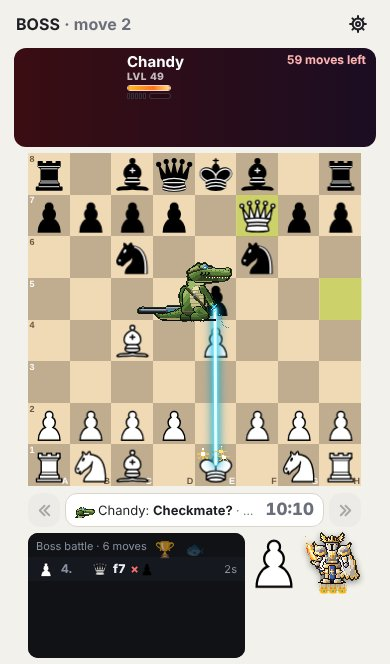 BOSS · move 2
Chandy
59 moves left
LVL 49
8
7
6
5
4
3
2
1
A B D E F G H
Chandy: Checkmate? · ... 10:10
Boss battle · 6 moves
4. f7 × 2s